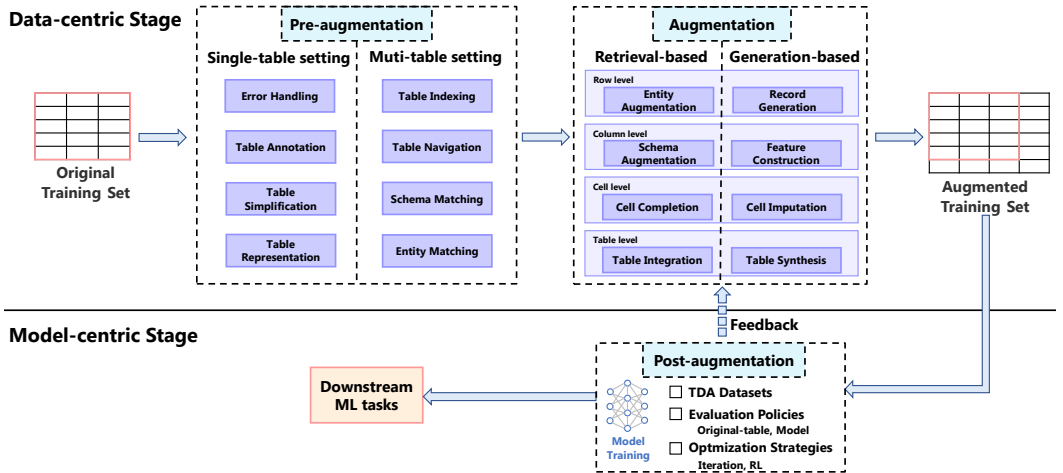 Data-centric Stage
Pre-augmentation
Single-table setting
Muti-table setting
Error Handling
Table Annotation
Table
Simplification
Table
Representation
Table Indexing
Table Navigation
Schema Matching
Entity Matching
Original
Training Set
Augmentation
Retrieval-based
Generation-based
Row level
Entity
Augmentation
Record
Generation
Column level
Schema
Augmentation
Feature
Construction
Cell level
Cell Completion
Cell Imputation
Table level
Table Integration
Table Synthesis
Augmented
Training Set
Feedback
Model-centric Stage
Post-augmentation
TDA Datasets
Evaluation Policies
Original-table, Model
Optmization Strategies
Iteration, RL
Model
Training
Downstream
ML tasks